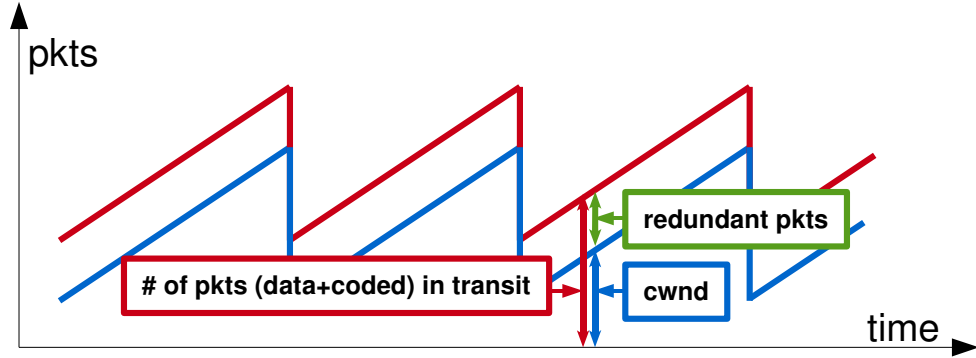 pkts
redundant pkts
# of pkts (data+coded) in transit
cwnd
time